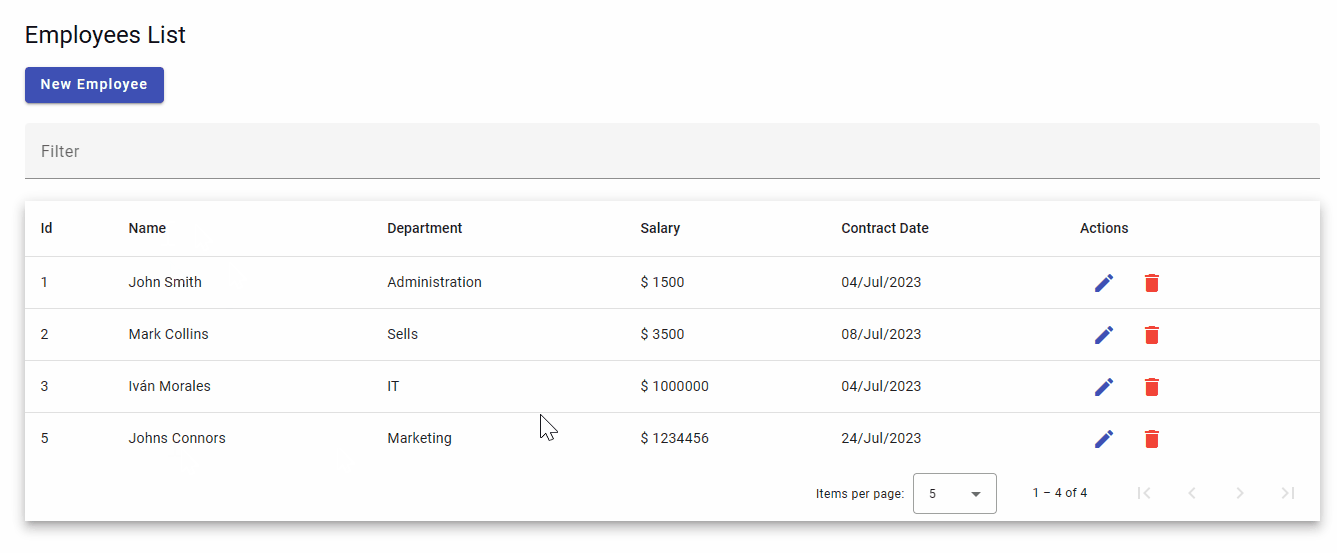 Employees List
New Employee
Filter
Id Name Department Salary Contract Date Actions
1 John Smith Administration $ 1500 04/Jul/2023
2 Mark Collins Sells $ 3500 08/Jul/2023
3 Iván Morales IT $ 1000000 04/Jul/2023
5 Johns Connors Marketing $ 1234456 24/Jul/2023
Items per page: 5 1 – 4 of 4